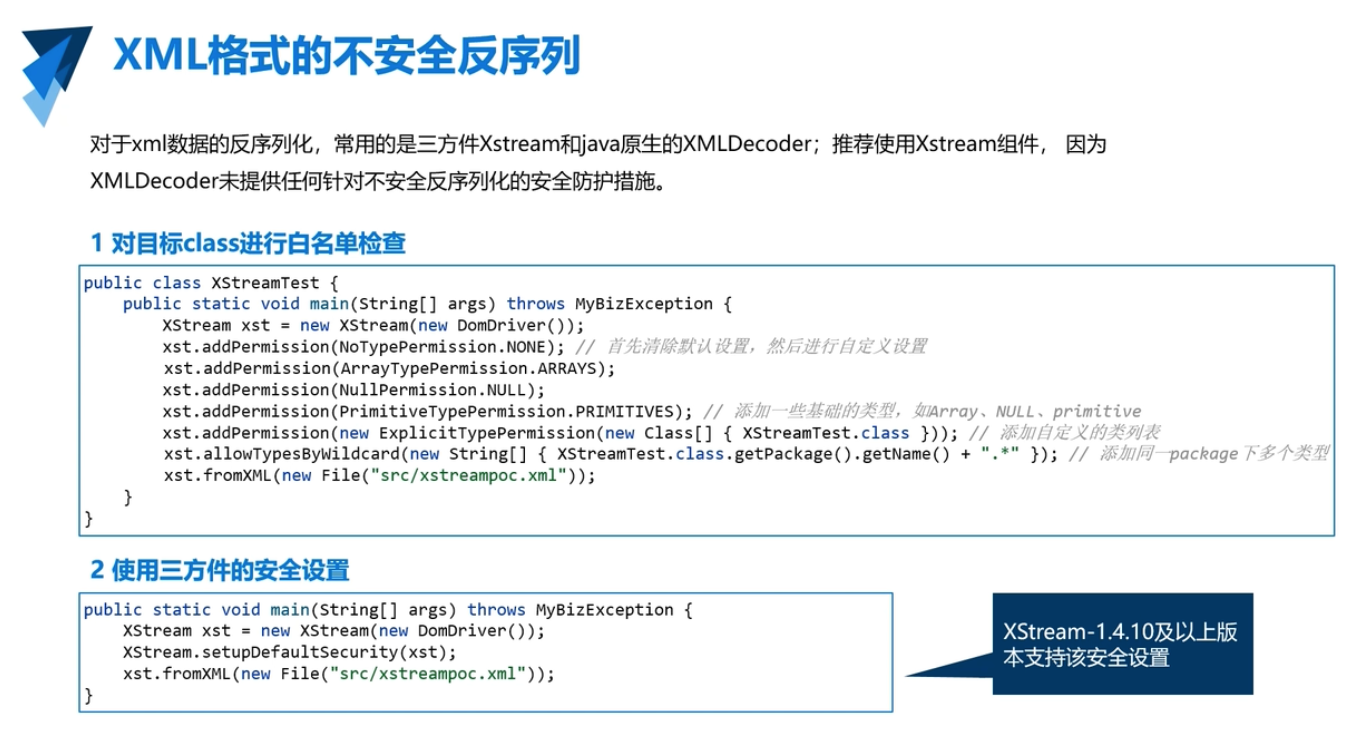 XML格式的不安全反序列
对于xml数据的反序列化，常用的是三方件Xstream和java原生的XMLDecoder；推荐使用Xstream组件， 因为
XMLDecoder未提供任何针对不安全反序列化的安全防护措施。
1 对目标class进行白名单检查
public class XStreamTest {
    public static void main(String[] args) throws MyBizException {
        XStream xst = new XStream(new DomDriver());
        xst.addPermission(NoTypePermission.NONE); // 首先清除默认设置，然后进行自定义设置
        xst.addPermission(ArrayTypePermission.ARRAYS);
        xst.addPermission(NullPermission.NULL);
        xst.addPermission(PrimitiveTypePermission.PRIMITIVES); // 添加一些基础的类型，如Array、NULL、primitive
        xst.addPermission(new ExplicitTypePermission(new Class[] { XStreamTest.class })); // 添加自定义的类列表
        xst.allowTypesByWildcard(new String[] { XStreamTest.class.getPackage().getName() + ".*" }); // 添加同一package下多个类型
        xst.fromXML(new File("src/xstreampoc.xml"));
    }
}
2 使用三方件的安全设置
public static void main(String[] args) throws MyBizException {
    XStream xst = new XStream(new DomDriver());
    XStream.setupDefaultSecurity(xst);
    xst.fromXML(new File("src/xstreampoc.xml"));
}
XStream-1.4.10及以上版
本支持该安全设置